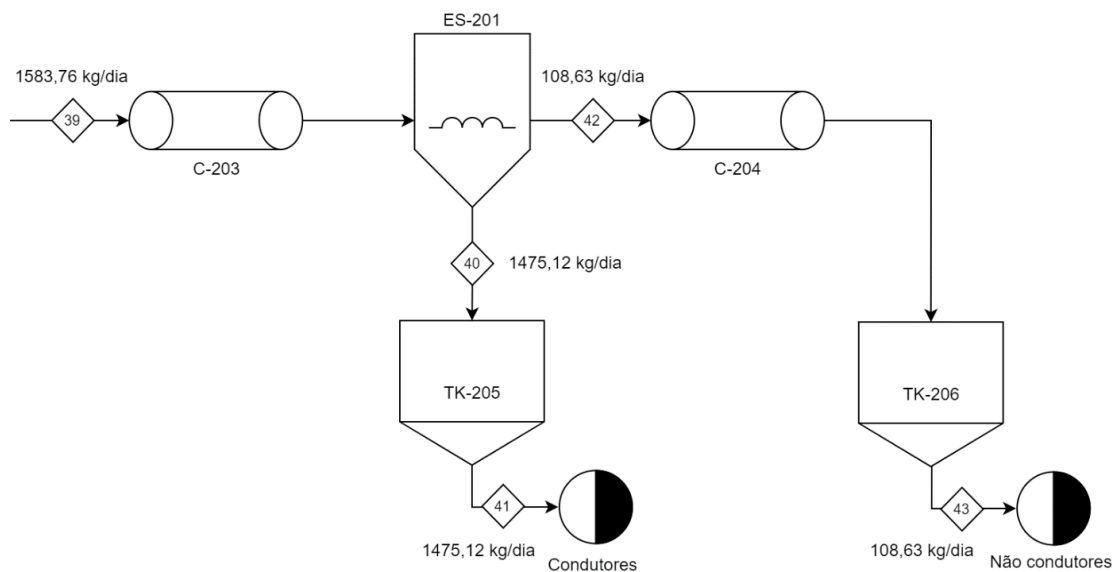 ES-201
1583,76 kg/dia
108,63 kg/dia
39
42
C-203
C-204
40
1475,12 kg/dia
TK-205
TK-206
41
43
1475,12 kg/dia
Condutores
108,63 kg/dia
Não condutores